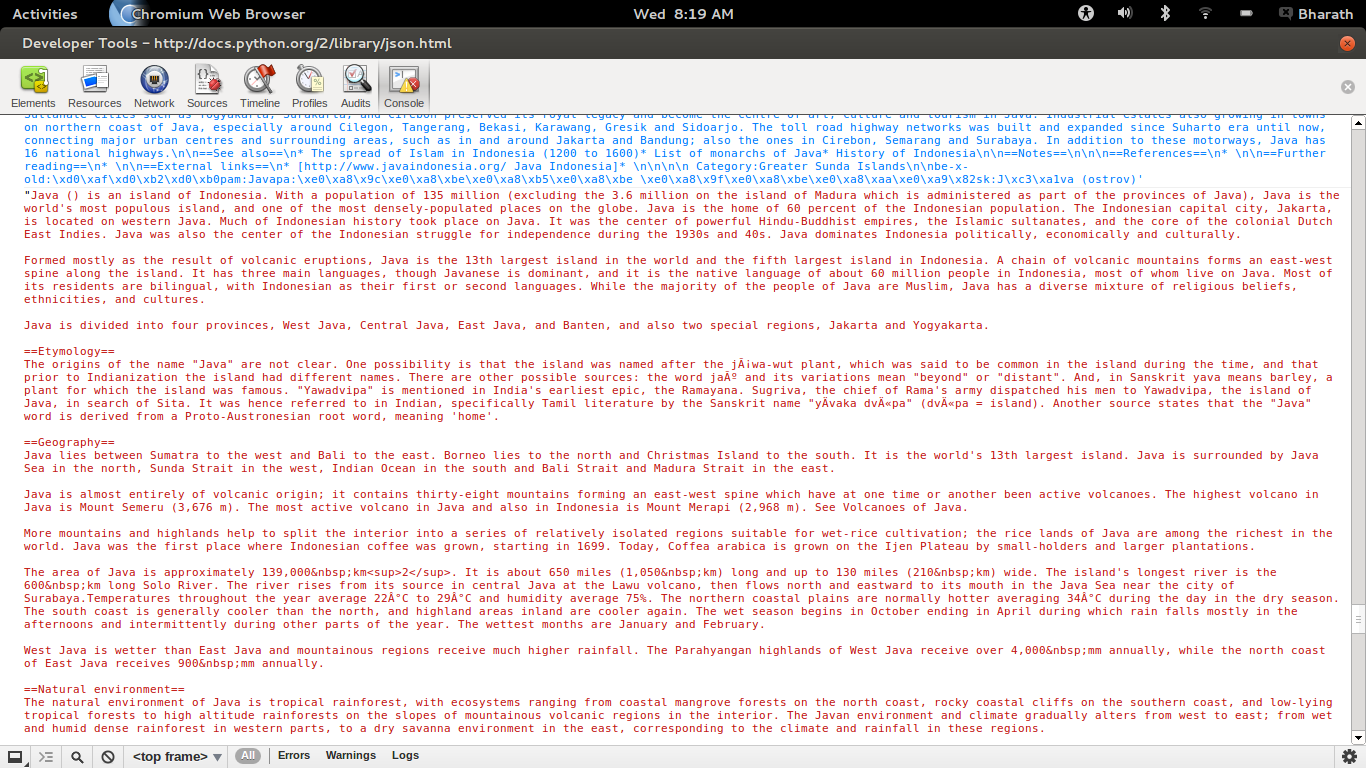 Activities
Chromium Web Browser
Wed 8:19 AM
Bharath
Developer Tools - http://docs.python.org/2/library/json.html
Elements Resources Network Sources Timeline Profiles Audits Console
Sultanate cities such as Yogyakarta, Surakarta, and Cirebon preserved its royal legacy and become the centre of art, culture and tourism in Java. Industrial estates also growing in towns
on northern coast of Java, especially around Cilegon, Tangerang, Bekasi, Karawang, Gresik and Sidoarjo. The toll road highway networks was built and expanded since Suharto era until now,
connecting major urban centres and surrounding areas, such as in and around Jakarta and Bandung; also the ones in Cirebon, Semarang and Surabaya. In addition to these motorways, Java has
16 national highways.\n\n==See also==\n* The spread of Islam in Indonesia (1200 to 1600)* List of monarchs of Java* History of Indonesia\n\n==Notes==\n\n\n==References==\n* \n\n==Further
reading==\n* \n\n==External links==\n* [http://www.javaindonesia.org/ Java Indonesia]* \n\n\n\n Category:Greater Sunda Islands\n\nbe-x-
old:\xd0\xaf\xd0\xb2\xd0\xb0pam:Javapa:\xe0\xa8\x9c\xe0\xa8\xbe\xe0\xa8\xb5\xe0\xa8\xbe \xe0\xa8\x9f\xe0\xa8\xbe\xe0\xa8\xaa\xe0\xa9\x82sk:J\xc3\xa1va (ostrov)'
"Java () is an island of Indonesia. With a population of 135 million (excluding the 3.6 million on the island of Madura which is administered as part of the provinces of Java), Java is the
world's most populous island, and one of the most densely-populated places on the globe. Java is the home of 60 percent of the Indonesian population. The Indonesian capital city, Jakarta,
is located on western Java. Much of Indonesian history took place on Java. It was the center of powerful Hindu-Buddhist empires, the Islamic sultanates, and the core of the colonial Dutch
East Indies. Java was also the center of the Indonesian struggle for independence during the 1930s and 40s. Java dominates Indonesia politically, economically and culturally.
Formed mostly as the result of volcanic eruptions, Java is the 13th largest island in the world and the fifth largest island in Indonesia. A chain of volcanic mountains forms an east-west
spine along the island. It has three main languages, though Javanese is dominant, and it is the native language of about 60 million people in Indonesia, most of whom live on Java. Most of
its residents are bilingual, with Indonesian as their first or second languages. While the majority of the people of Java are Muslim, Java has a diverse mixture of religious beliefs,
ethnicities, and cultures.
Java is divided into four provinces, West Java, Central Java, East Java, and Banten, and also two special regions, Jakarta and Yogyakarta.
==Etymology==
The origins of the name "Java" are not clear. One possibility is that the island was named after the jÃ¡wa-wut plant, which was said to be common in the island during the time, and that
prior to Indianization the island had different names. There are other possible sources: the word jaÃº and its variations mean "beyond" or "distant". And, in Sanskrit yava means barley, a
plant for which the island was famous. "Yawadvipa" is mentioned in India's earliest epic, the Ramayana. Sugriva, the chief of Rama's army dispatched his men to Yawadvipa, the island of
Java, in search of Sita. It was hence referred to in Indian, specifically Tamil literature by the Sanskrit name "yÄvaka dvÄ«pa" (dvÄ«pa = island). Another source states that the "Java"
word is derived from a Proto-Austronesian root word, meaning 'home'.
==Geography==
Java lies between Sumatra to the west and Bali to the east. Borneo lies to the north and Christmas Island to the south. It is the world's 13th largest island. Java is surrounded by Java
Sea in the north, Sunda Strait in the west, Indian Ocean in the south and Bali Strait and Madura Strait in the east.
Java is almost entirely of volcanic origin; it contains thirty-eight mountains forming an east-west spine which have at one time or another been active volcanoes. The highest volcano in
Java is Mount Semeru (3,676 m). The most active volcano in Java and also in Indonesia is Mount Merapi (2,968 m). See Volcanoes of Java.
More mountains and highlands help to split the interior into a series of relatively isolated regions suitable for wet-rice cultivation; the rice lands of Java are among the richest in the
world. Java was the first place where Indonesian coffee was grown, starting in 1699. Today, Coffea arabica is grown on the Ijen Plateau by small-holders and larger plantations.
The area of Java is approximately 139,000&nbsp;km<sup>2</sup>. It is about 650 miles (1,050&nbsp;km) long and up to 130 miles (210&nbsp;km) wide. The island's longest river is the
600&nbsp;km long Solo River. The river rises from its source in central Java at the Lawu volcano, then flows north and eastward to its mouth in the Java Sea near the city of
Surabaya.Temperatures throughout the year average 22Â°C to 29Â°C and humidity average 75%. The northern coastal plains are normally hotter averaging 34Â°C during the day in the dry season.
The south coast is generally cooler than the north, and highland areas inland are cooler again. The wet season begins in October ending in April during which rain falls mostly in the
afternoons and intermittently during other parts of the year. The wettest months are January and February.
West Java is wetter than East Java and mountainous regions receive much higher rainfall. The Parahyangan highlands of West Java receive over 4,000&nbsp;mm annually, while the north coast
of East Java receives 900&nbsp;mm annually.
==Natural environment==
The natural environment of Java is tropical rainforest, with ecosystems ranging from coastal mangrove forests on the north coast, rocky coastal cliffs on the southern coast, and low-lying
tropical forests to high altitude rainforests on the slopes of mountainous volcanic regions in the interior. The Javan environment and climate gradually alters from west to east; from wet
and humid dense rainforest in western parts, to a dry savanna environment in the east, corresponding to the climate and rainfall in these regions.
<top frame> All Errors Warnings Logs